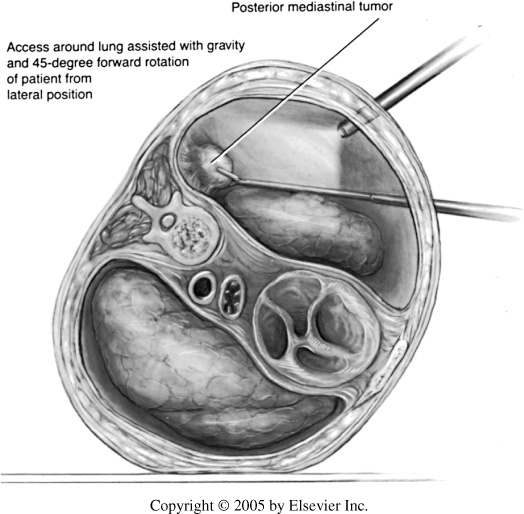 Posterior mediastinal tumor
Access around lung assisted with gravity
and 45-degree forward rotation
of patient from
lateral position
Copyright © 2005 by Elsevier Inc.